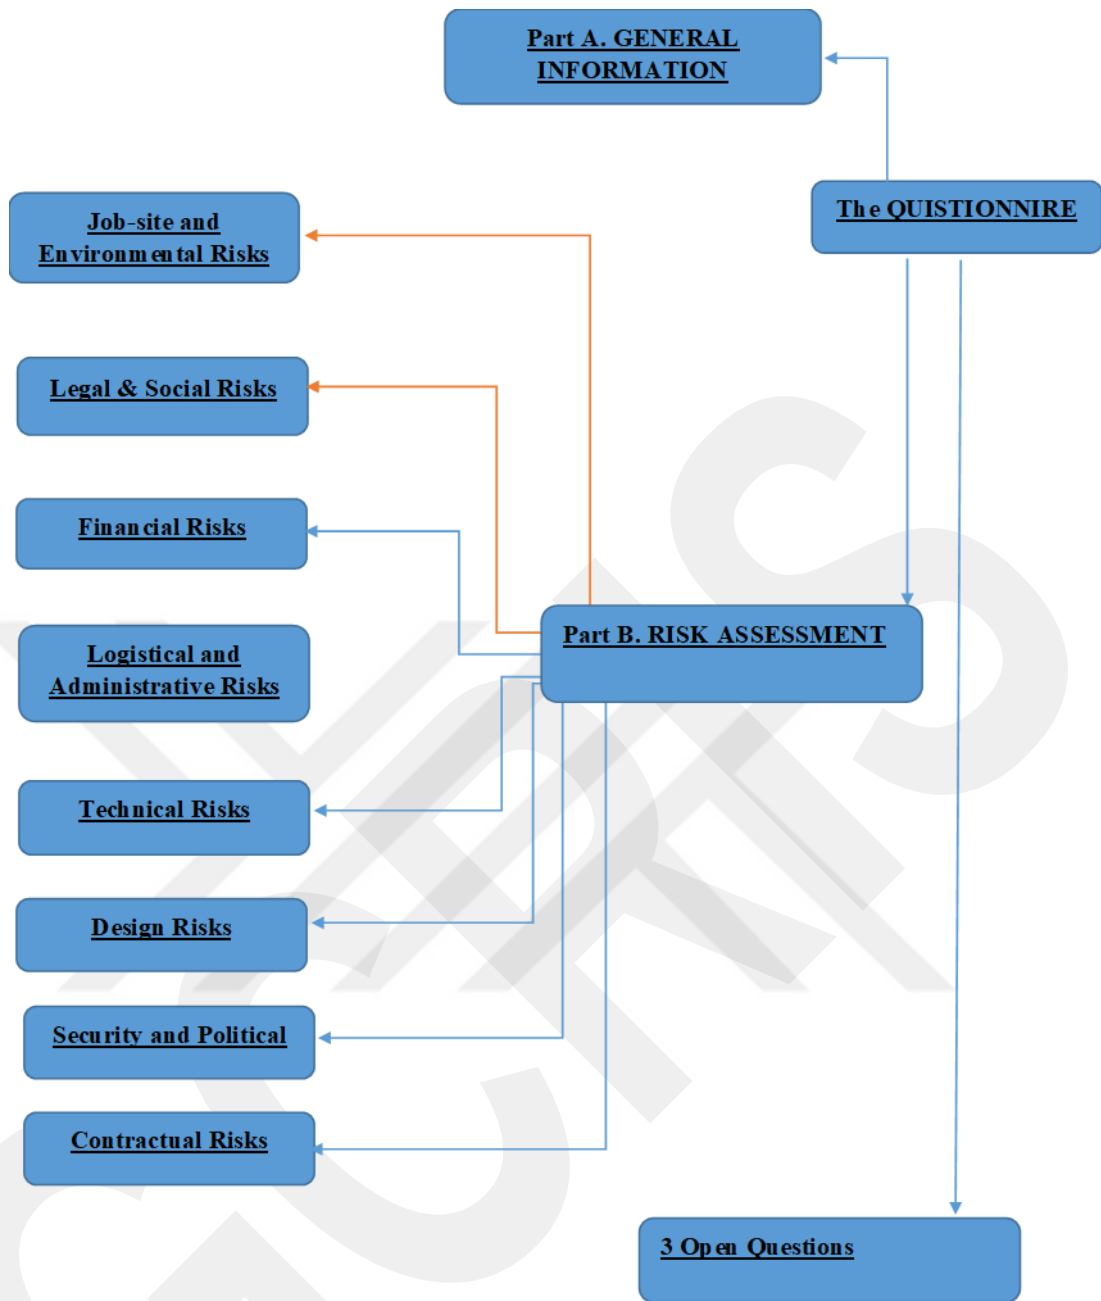 Part A. GENERAL
INFORMATION
The QUISTIONNIRE
Job-site and
Environmental Risks
Legal & Social Risks
Financial Risks
Part B. RISK ASSESSMENT
Logistical and
Administrative Risks
Technical Risks
Design Risks
Security and Political
Contractual Risks
3 Open Questions